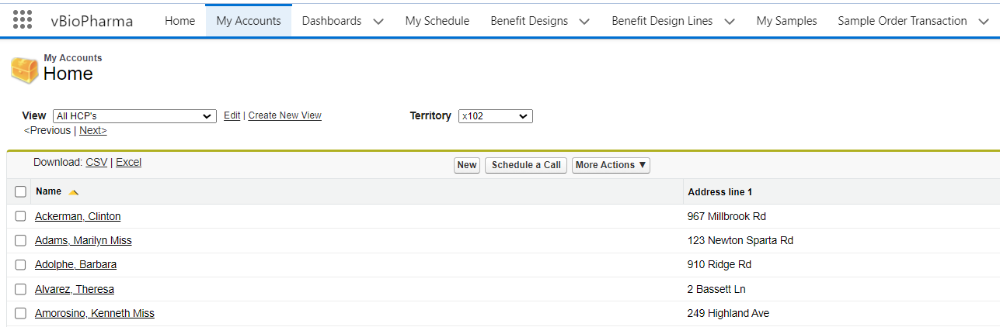 vBioPharma Home My Accounts Dashboards My Schedule Benefit Designs Benefit Design Lines My Samples Sample Order Transaction
My Accounts
Home
View All HCP's Edit | Create New View Territory x102
<Previous | Next>
Download: CSV | Excel New Schedule a Call More Actions ▼
Name Address line 1
Ackerman, Clinton 967 Millbrook Rd
Adams, Marilyn Miss 123 Newton Sparta Rd
Adolphe, Barbara 910 Ridge Rd
Alvarez, Theresa 2 Bassett Ln
Amorosino, Kenneth Miss 249 Highland Ave